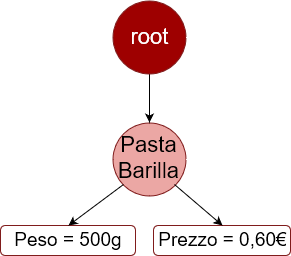 root
Pasta
Barilla
Peso = 500g
Prezzo = 0,60€